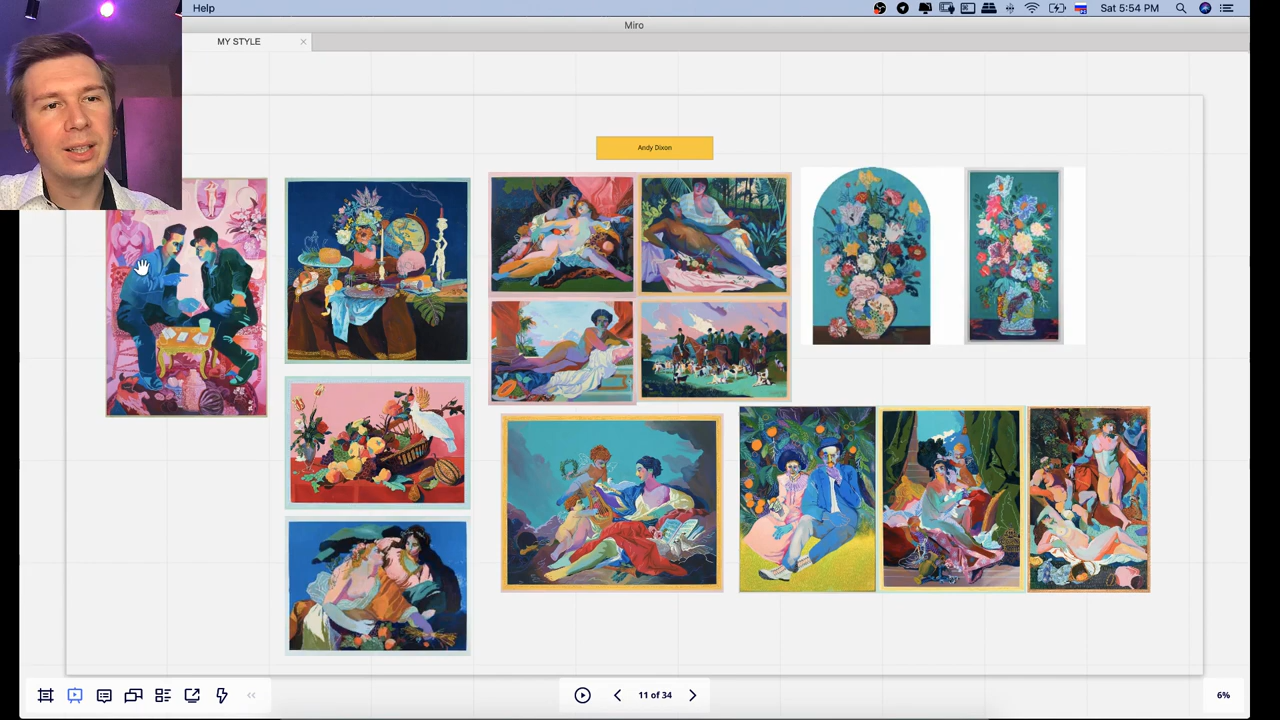 Help
Sat 5:54 PM
Miro
MY STYLE
Andy Dixon
11 of 34
6%